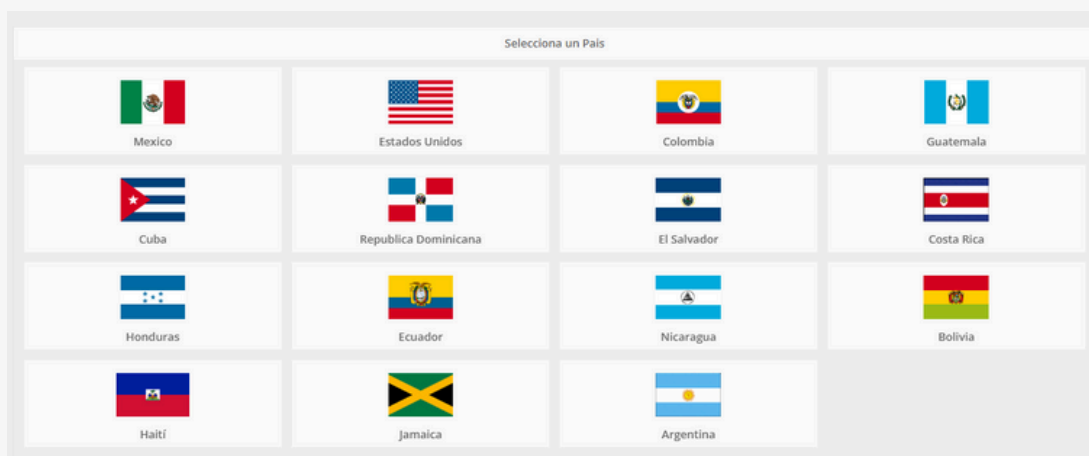 Selecciona un Pais
Mexico
Estados Unidos
Colombia
Guatemala
Cuba
Republica Dominicana
El Salvador
Costa Rica
Honduras
Ecuador
Nicaragua
Bolivia
Haití
Jamaica
Argentina